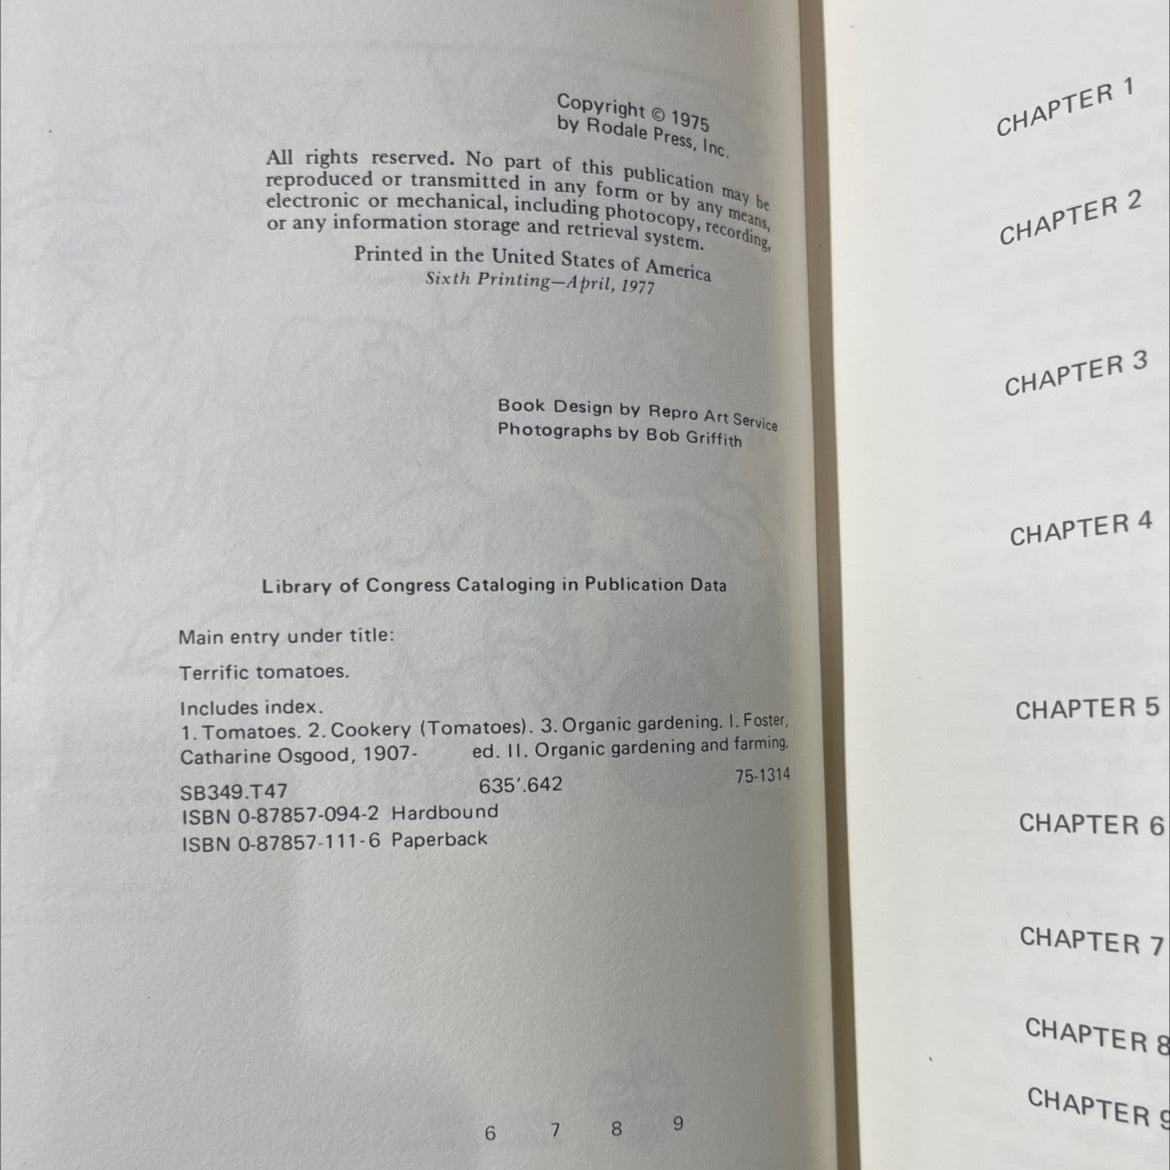 Copyright © 1975
by Rodale Press, Inc.
All rights reserved. No part of this publication may be
reproduced or transmitted in any form or by any means,
electronic or mechanical, including photocopy, recording,
or any information storage and retrieval system.
Printed in the United States of America
Sixth Printing—April, 1977
Book Design by Repro Art Service
Photographs by Bob Griffith
Library of Congress Cataloging in Publication Data
Main entry under title:
Terrific tomatoes.
Includes index.
1. Tomatoes. 2. Cookery (Tomatoes). 3. Organic gardening. I. Foster,
Catharine Osgood, 1907- ed. II. Organic gardening and farming.
SB349.T47 635'.642 75-1314
ISBN 0-87857-094-2 Hardbound
ISBN 0-87857-111-6 Paperback
6 7 8 9
CHAPTER 1
CHAPTER 2
CHAPTER 3
CHAPTER 4
CHAPTER 5
CHAPTER 6
CHAPTER 7
CHAPTER 8
CHAPTER 9